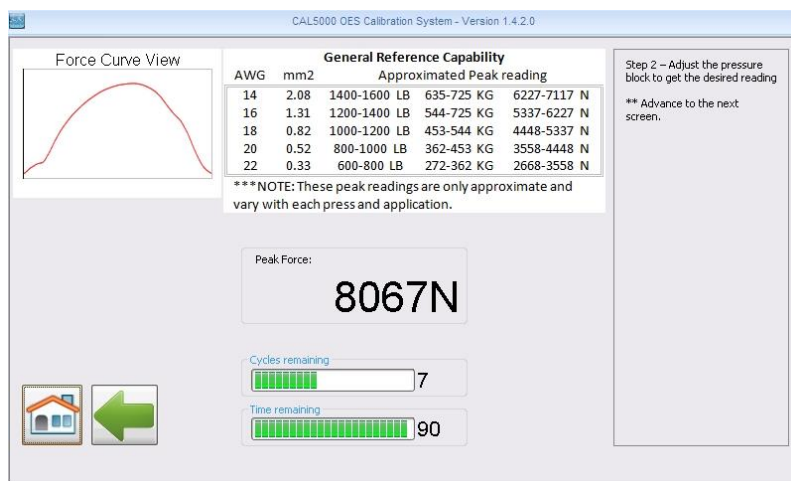 CAL5000 OES Calibration System - Version 1.4.2.0
Force Curve View
General Reference Capability
AWG mm2 Approximated Peak reading
14 2.08 1400-1600 LB 635-725 KG 6227-7117 N
16 1.31 1200-1400 LB 544-725 KG 5337-6227 N
18 0.82 1000-1200 LB 453-544 KG 4448-5337 N
20 0.52 800-1000 LB 362-453 KG 3558-4448 N
22 0.33 600-800 LB 272-362 KG 2668-3558 N
***NOTE: These peak readings are only approximate and
vary with each press and application.
Step 2 – Adjust the pressure
block to get the desired reading
** Advance to the next
screen.
Peak Force:
8067N
Cycles remaining
7
Time remaining
90